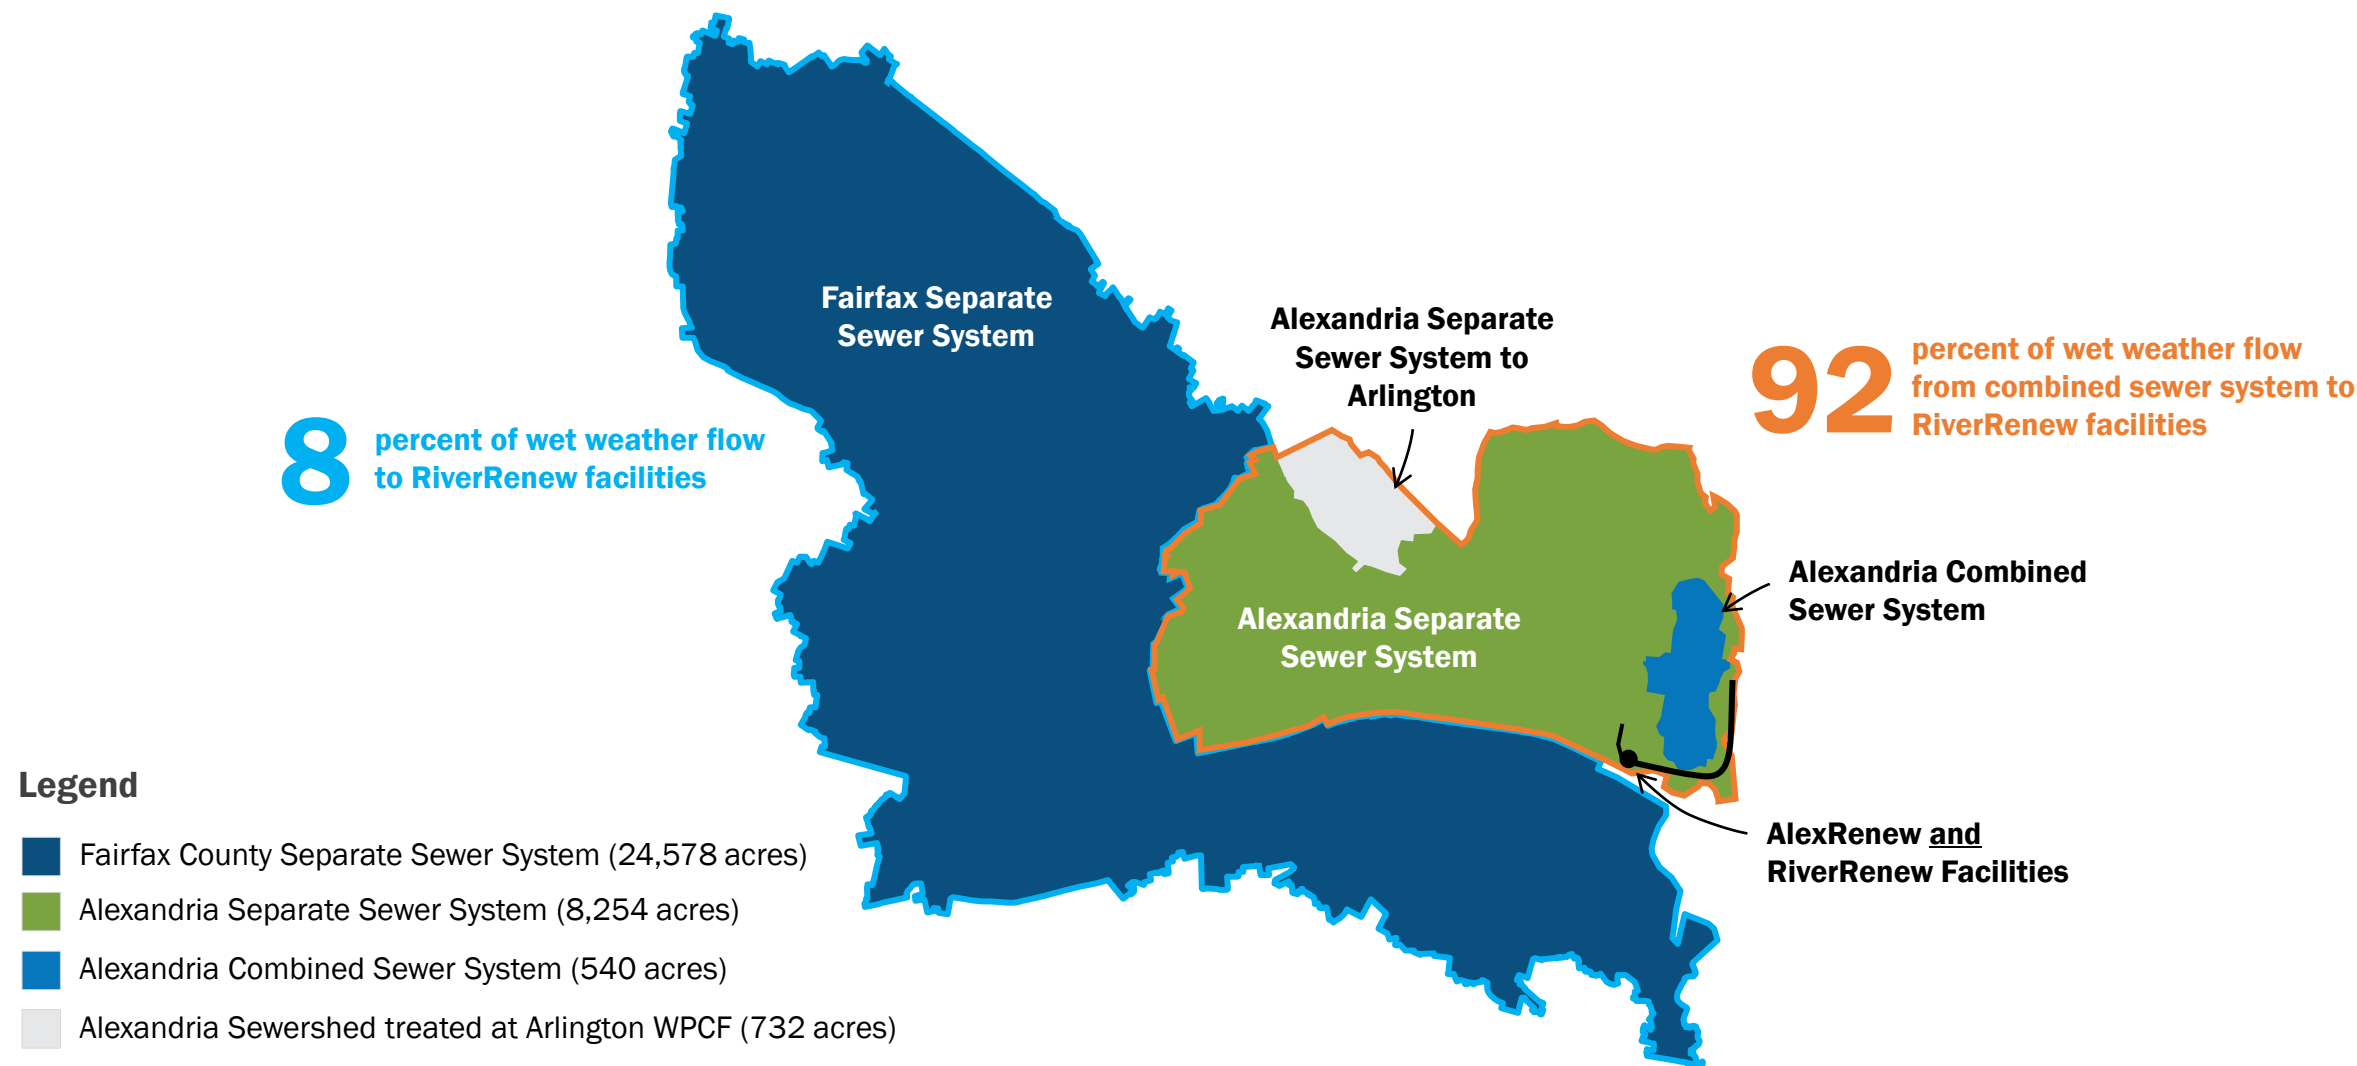 Fairfax Separate
Sewer System
Alexandria Separate
Sewer System to
Arlington
92
percent of wet weather flow
from combined sewer system to
RiverRenew facilities
8
percent of wet weather flow
to RiverRenew facilities
Alexandria Combined
Sewer System
Alexandria Separate
Sewer System
AlexRenew and
RiverRenew Facilities
Legend
Fairfax County Separate Sewer System (24,578 acres)
Alexandria Separate Sewer System (8,254 acres)
Alexandria Combined Sewer System (540 acres)
Alexandria Sewershed treated at Arlington WPCF (732 acres)